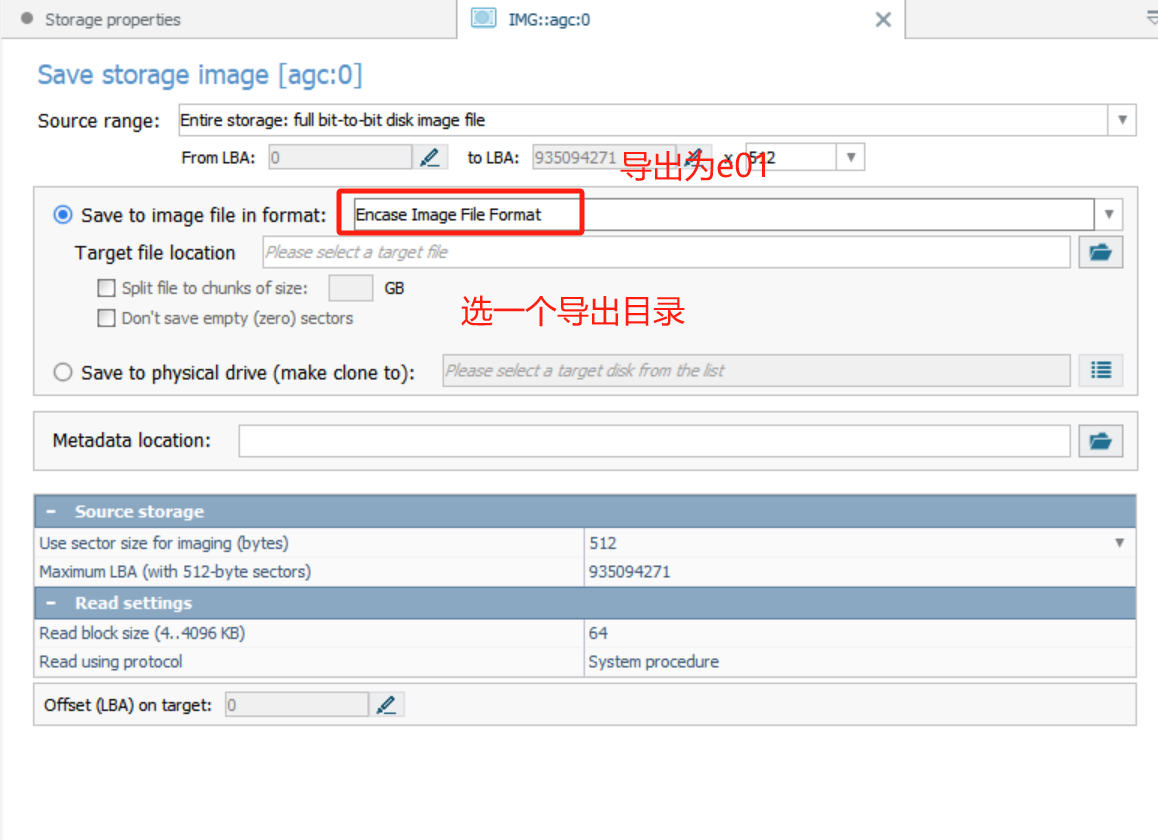 Storage properties
IMG::agc:0
Save storage image [agc:0]
Source range: Entire storage: full bit-to-bit disk image file
From LBA: 0 to LBA: 935094271 x 512
导出为e01
Save to image file in format: Encase Image File Format
Target file location Please select a target file
Split file to chunks of size: GB
选一个导出目录
Don't save empty (zero) sectors
Save to physical drive (make clone to): Please select a target disk from the list
Metadata location:
− Source storage
Use sector size for imaging (bytes) 512
Maximum LBA (with 512-byte sectors) 935094271
− Read settings
Read block size (4..4096 KB) 64
Read using protocol System procedure
Offset (LBA) on target: 0